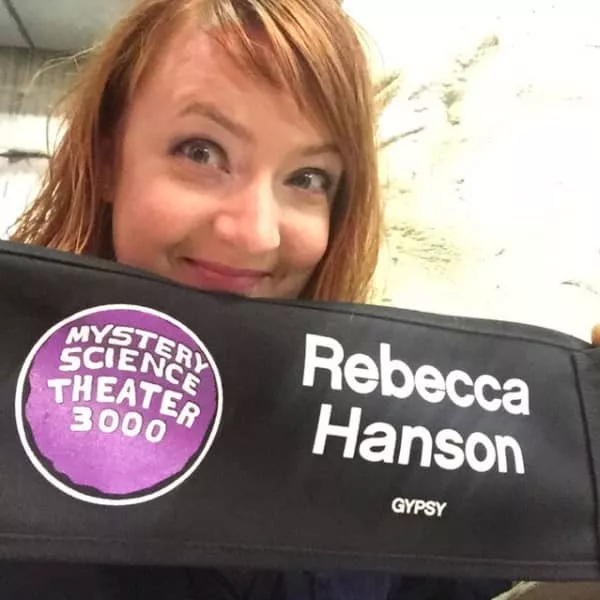 MYSTERY
SCIENCE
THEATER
3000
Rebecca
Hanson
GYPSY